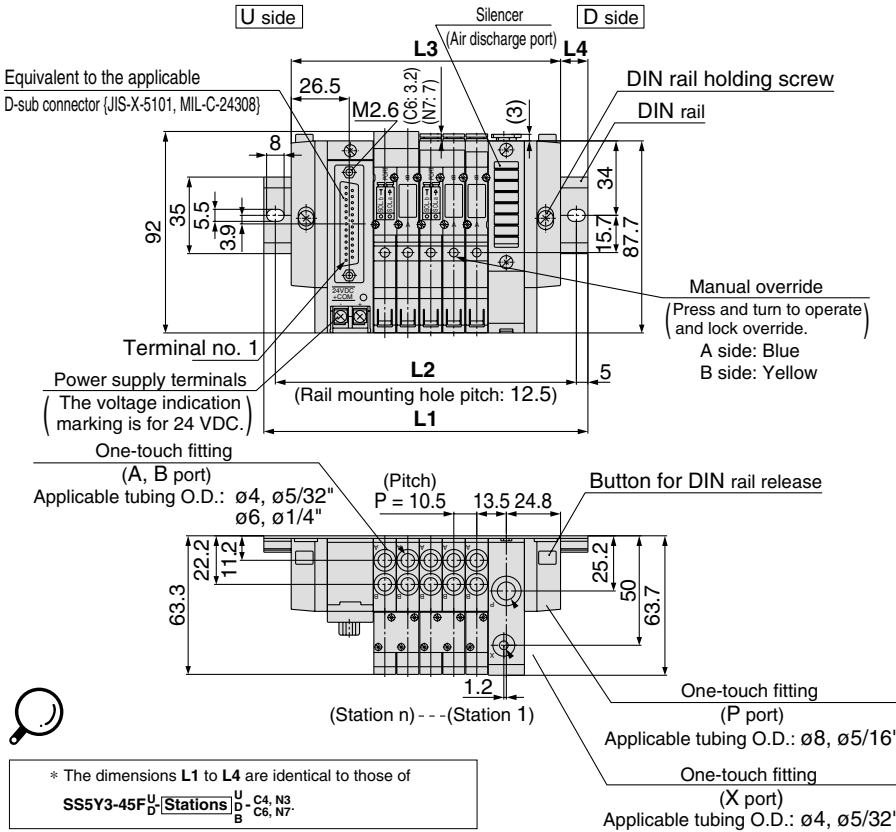 U side
Silencer
(Air discharge port)
D side
L3
L4
Equivalent to the applicable
D-sub connector {JIS-X-5101, MIL-C-24308}
26.5
M2.6
(C6: 3.2)
(N7: 7)
(3)
DIN rail holding screw
DIN rail
8
92
35
5.5
3.9
34
15.7
87.7
24VDC
+COM
- +
Manual override
(Press and turn to operate
and lock override.)
A side: Blue
B side: Yellow
Terminal no. 1
L2
5
Power supply terminals
(Rail mounting hole pitch: 12.5)
(The voltage indication
marking is for 24 VDC.)
L1
One-touch fitting
(A, B port)
Applicable tubing O.D.: ø4, ø5/32"
ø6, ø1/4"
(Pitch)
P = 10.5
13.5
24.8
Button for DIN rail release
63.3
22.2
11.2
25.2
50
63.7
P
X
1.2
(Station n)---(Station 1)
One-touch fitting
(P port)
Applicable tubing O.D.: ø8, ø5/16"
One-touch fitting
(X port)
Applicable tubing O.D.: ø4, ø5/32"
* The dimensions L1 to L4 are identical to those of
SS5Y3-45F U D - Stations U D B - C4, N3 C6, N7.